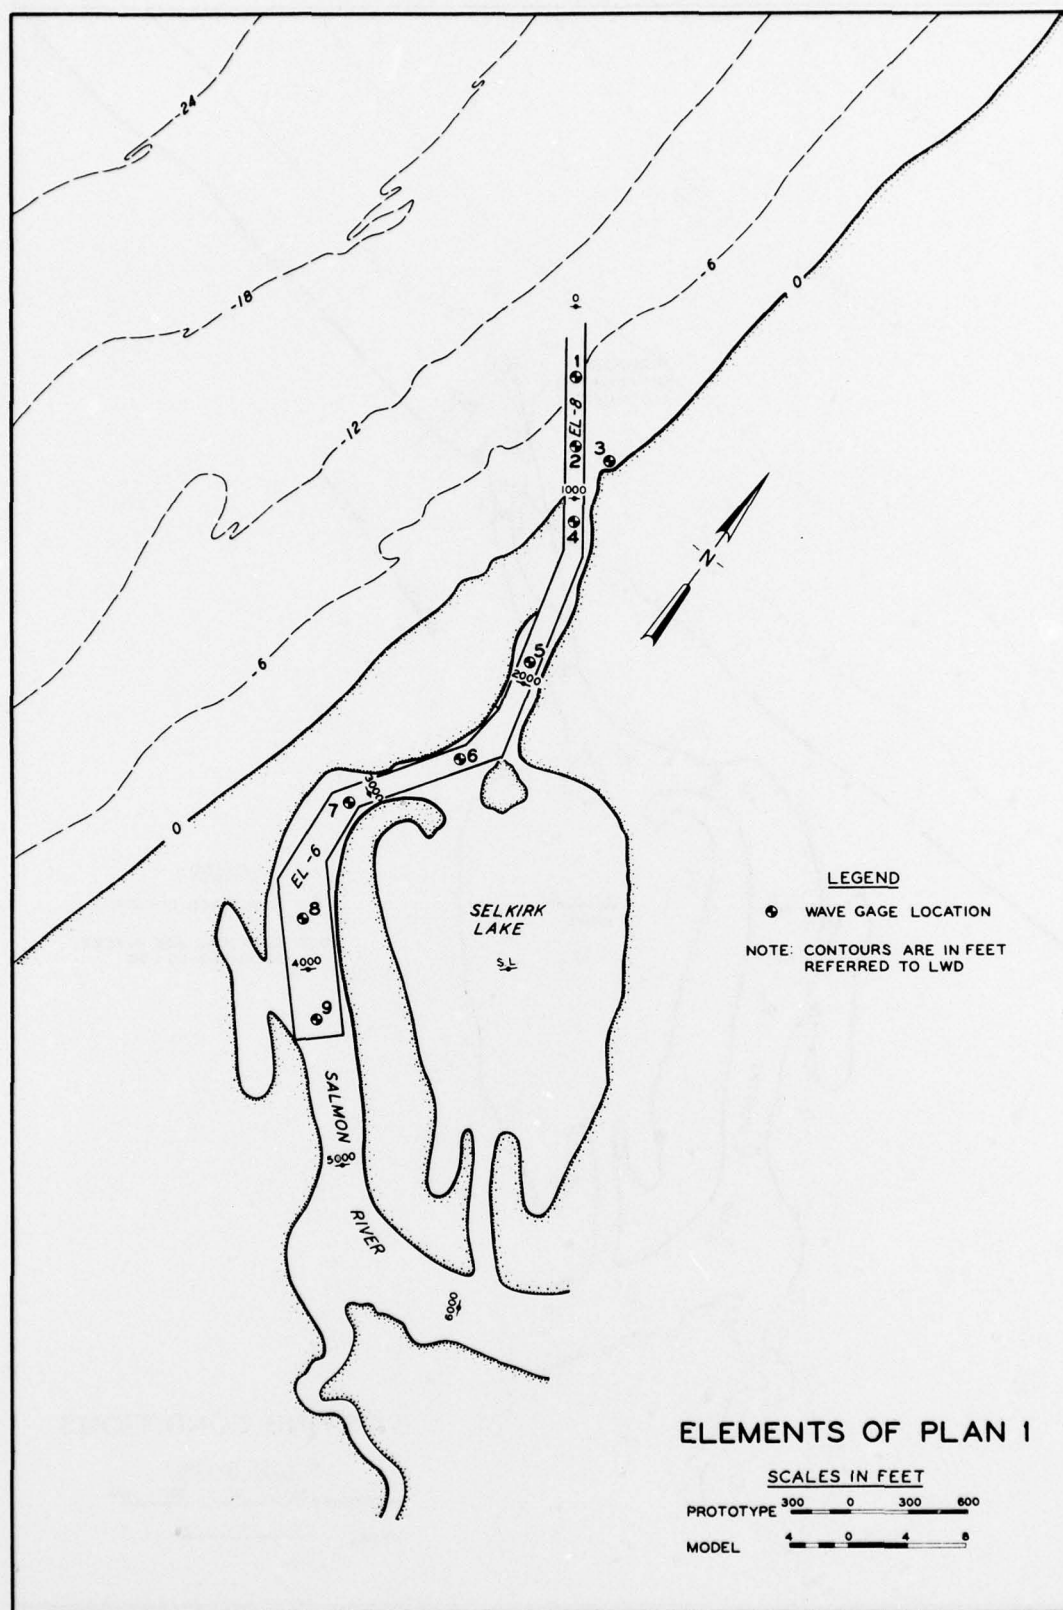 -24
S
-18
-6
0
0
1
EL-8
-12
2
3
1000
4
N
5
2000
-6
6
3000
7
0
EL-6
8
LEGEND
WAVE GAGE LOCATION
NOTE: CONTOURS ARE IN FEET
REFERRED TO LWD
SELKIRK
LAKE
S.L
4000
9
SALMON
5000
RIVER
6000
ELEMENTS OF PLAN 1
SCALES IN FEET
PROTOTYPE 300 0 300 600
MODEL 4 0 4 8